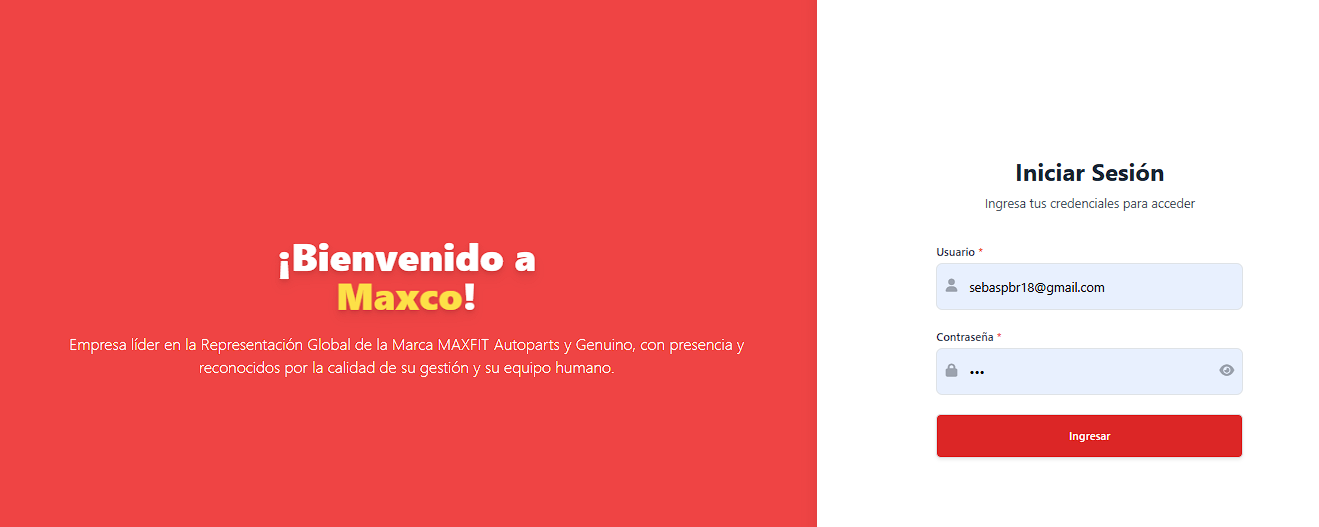 ¡Bienvenido a
Maxco!
Empresa líder en la Representación Global de la Marca MAXFIT Autoparts y Genuino, con presencia y
reconocidos por la calidad de su gestión y su equipo humano.
Iniciar Sesión
Ingresa tus credenciales para acceder
Usuario *
sebaspbr18@gmail.com
Contraseña *
•••
Ingresar